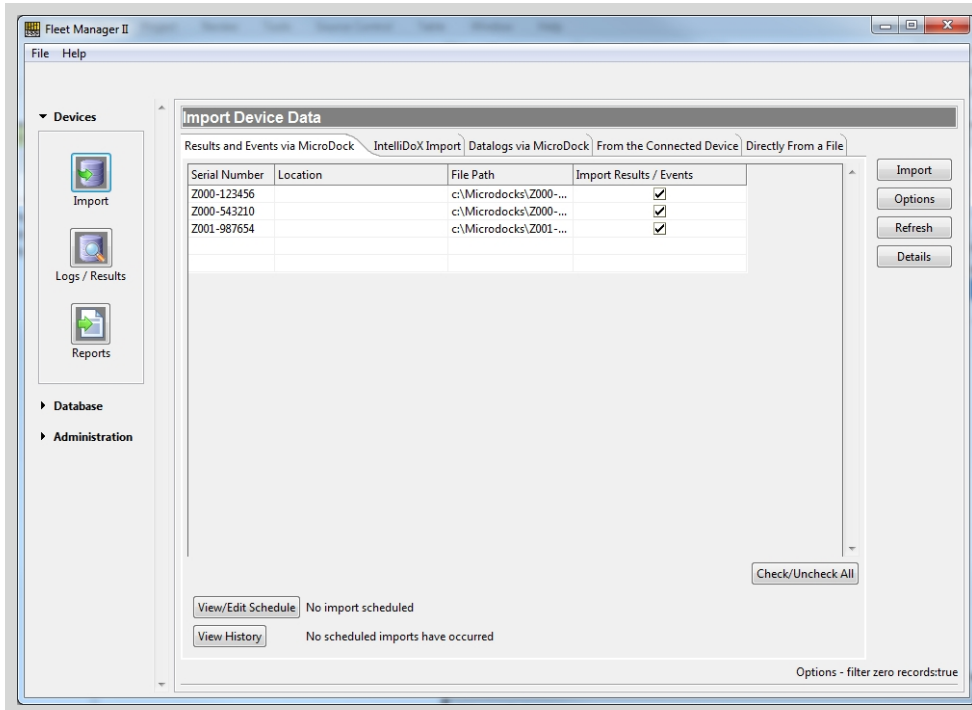 Fleet Manager II
File Help
Devices
Import
Logs / Results
Reports
Database
Administration
Import Device Data
Results and Events via MicroDock IntelliDoX Import Datalogs via MicroDock From the Connected Device Directly From a File
Serial Number Location File Path Import Results / Events
Z000-123456 c:\Microdocks\Z000-...
Z000-543210 c:\Microdocks\Z000-...
Z001-987654 c:\Microdocks\Z001-...
Import
Options
Refresh
Details
Check/Uncheck All
View/Edit Schedule No import scheduled
View History No scheduled imports have occurred
Options - filter zero records:true